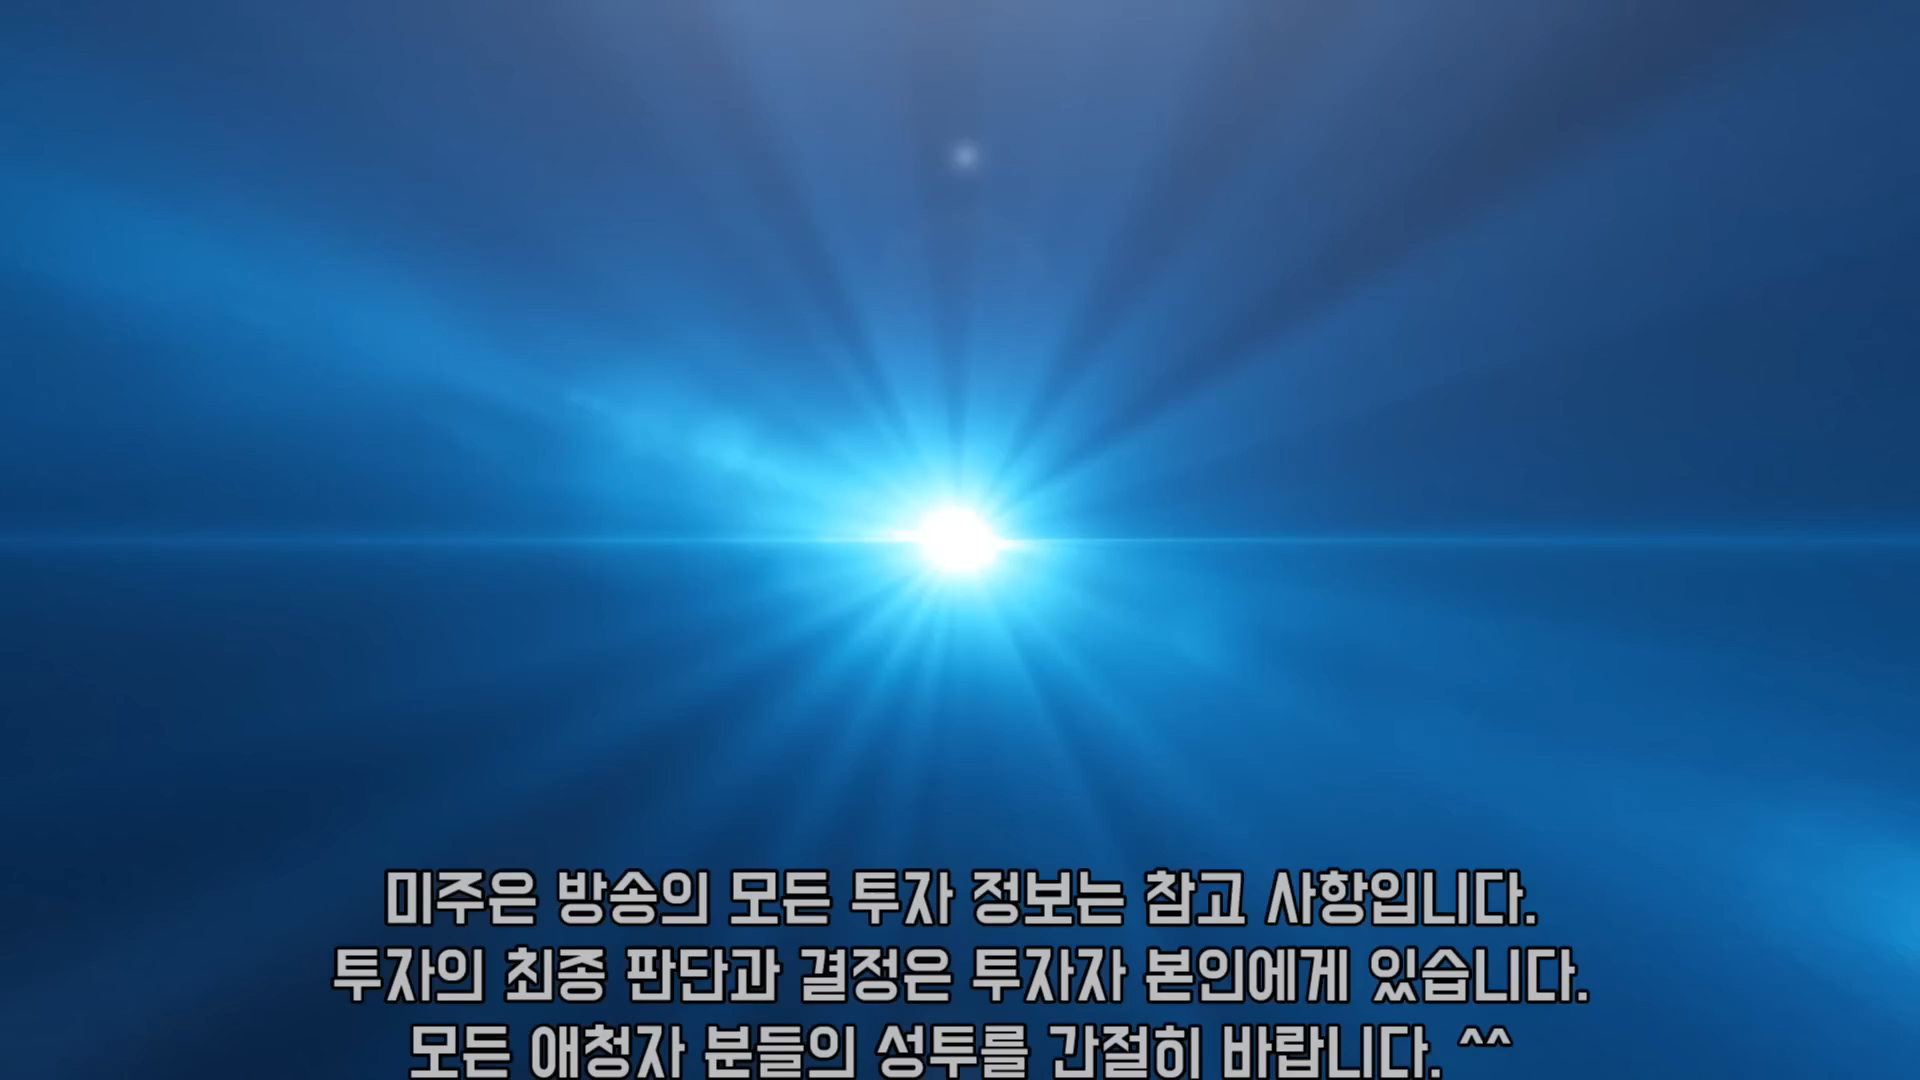 미주은 방송의 모든 투자 정보는 참고 사항입니다.
투자의 최종 판단과 결정은 투자자 본인에게 있습니다.
모든 애청자 분들의 성투를 간절히 바랍니다. ^^